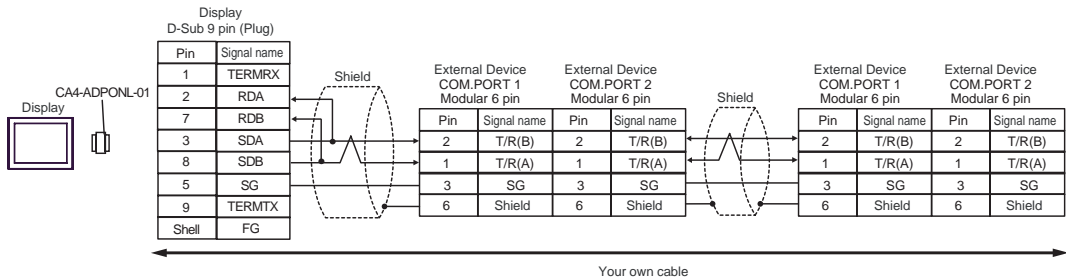 Display
D-Sub 9 pin (Plug)
Pin Signal name
1 TERMRX
2 RDA
7 RDB
3 SDA
8 SDB
5 SG
9 TERMTX
Shell FG
CA4-ADPONL-01
Display
Shield
External Device
COM.PORT 1
Modular 6 pin
Pin Signal name
2 T/R(B)
1 T/R(A)
3 SG
6 Shield
External Device
COM.PORT 2
Modular 6 pin
Pin Signal name
2 T/R(B)
1 T/R(A)
3 SG
6 Shield
Shield
External Device
COM.PORT 1
Modular 6 pin
Pin Signal name
2 T/R(B)
1 T/R(A)
3 SG
6 Shield
External Device
COM.PORT 2
Modular 6 pin
Pin Signal name
2 T/R(B)
1 T/R(A)
3 SG
6 Shield
Your own cable